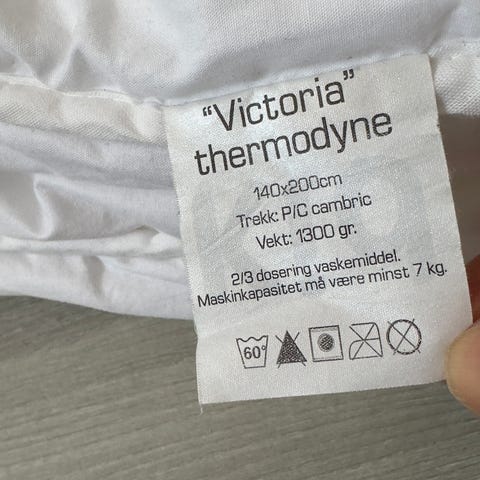 "Victoria"
thermodyne
140x200cm
Trekk: P/C cambric
Vekt: 1300 gr.
2/3 dosering vaskemiddel.
Maskinkapasitet må være minst 7 kg.
60°